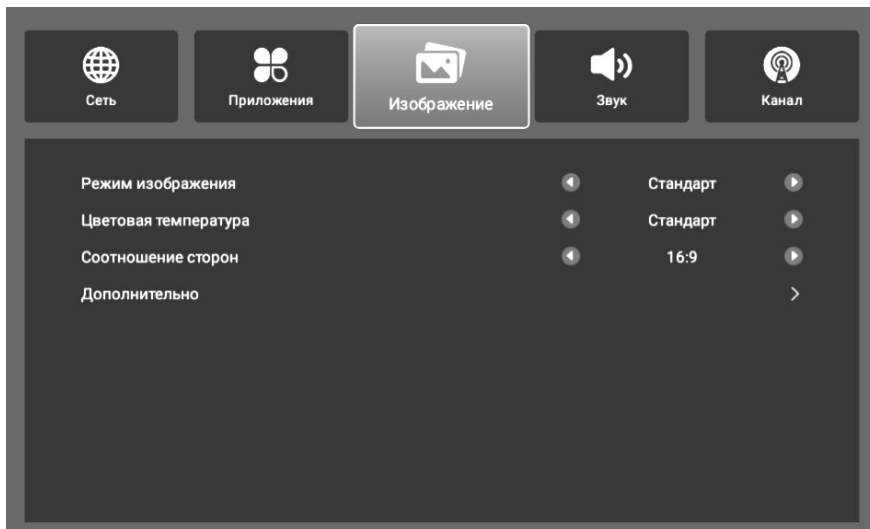 Сеть
Приложения
Изображение
Звук
Канал
Режим изображения Стандарт
Цветовая температура Стандарт
Соотношение сторон 16:9
Дополнительно